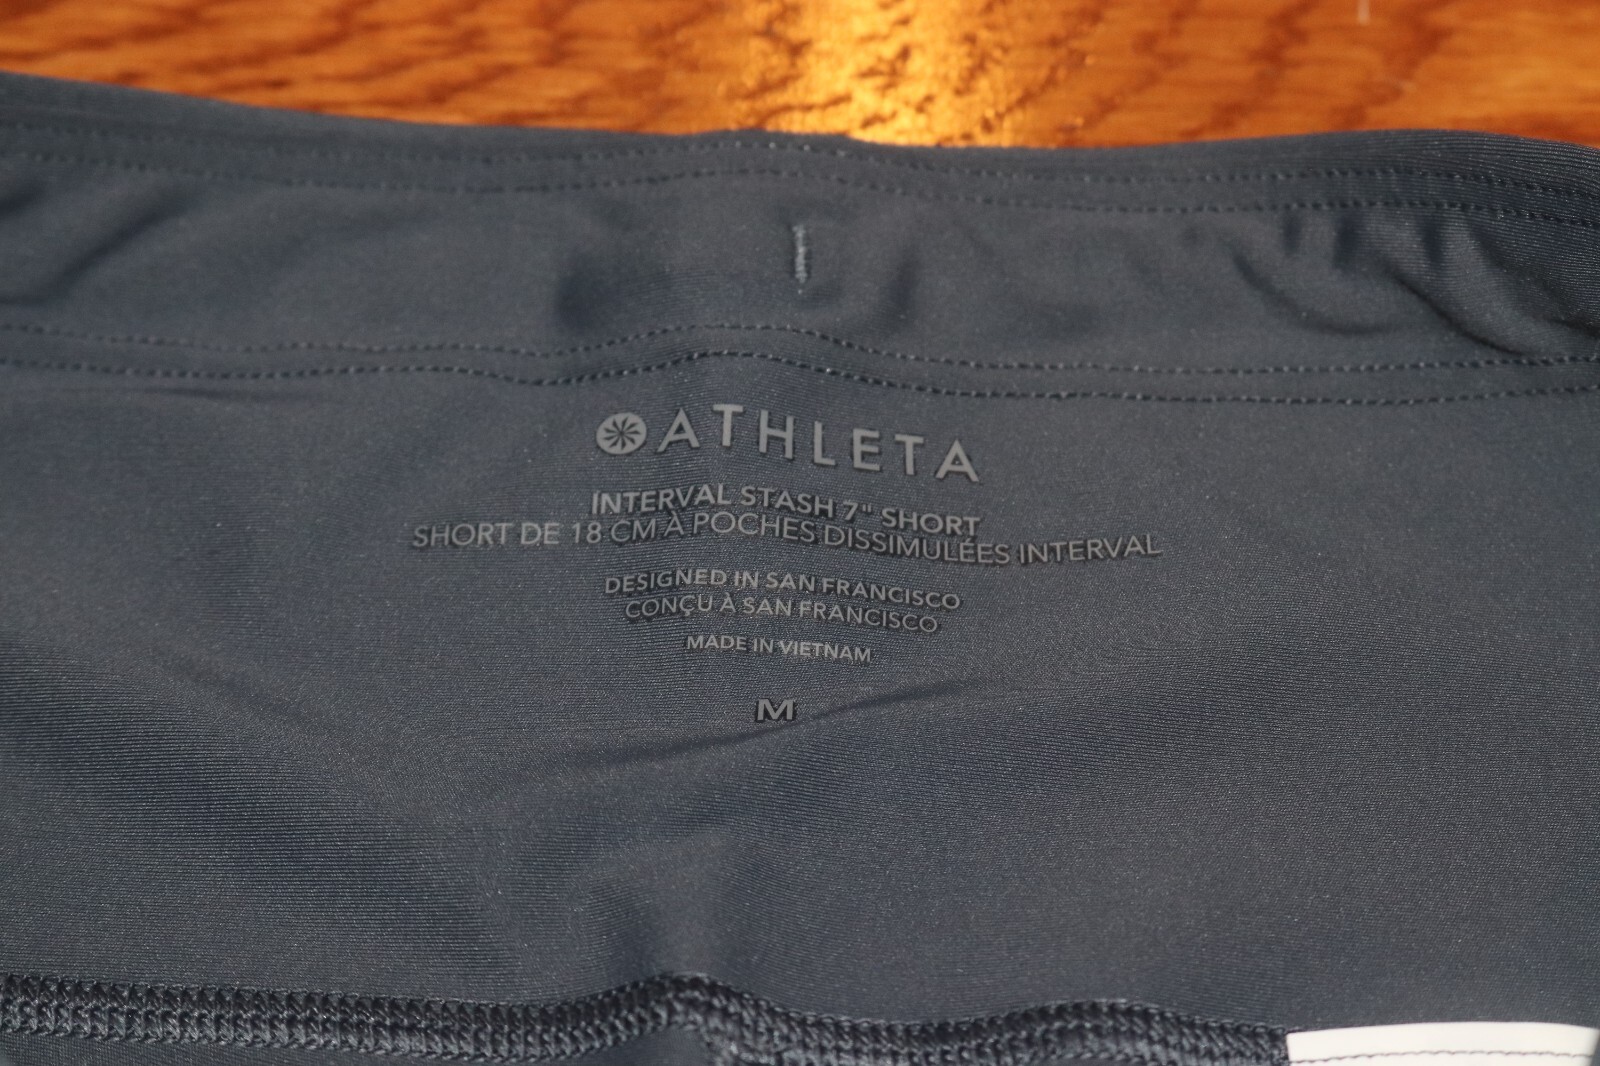 ATHLETA
INTERVAL STASH 7" SHORT
SHORT DE 18 CM À POCHES DISSIMULÉES INTERVAL
DESIGNED IN SAN FRANCISCO
CONÇU À SAN FRANCISCO
MADE IN VIETNAM
M